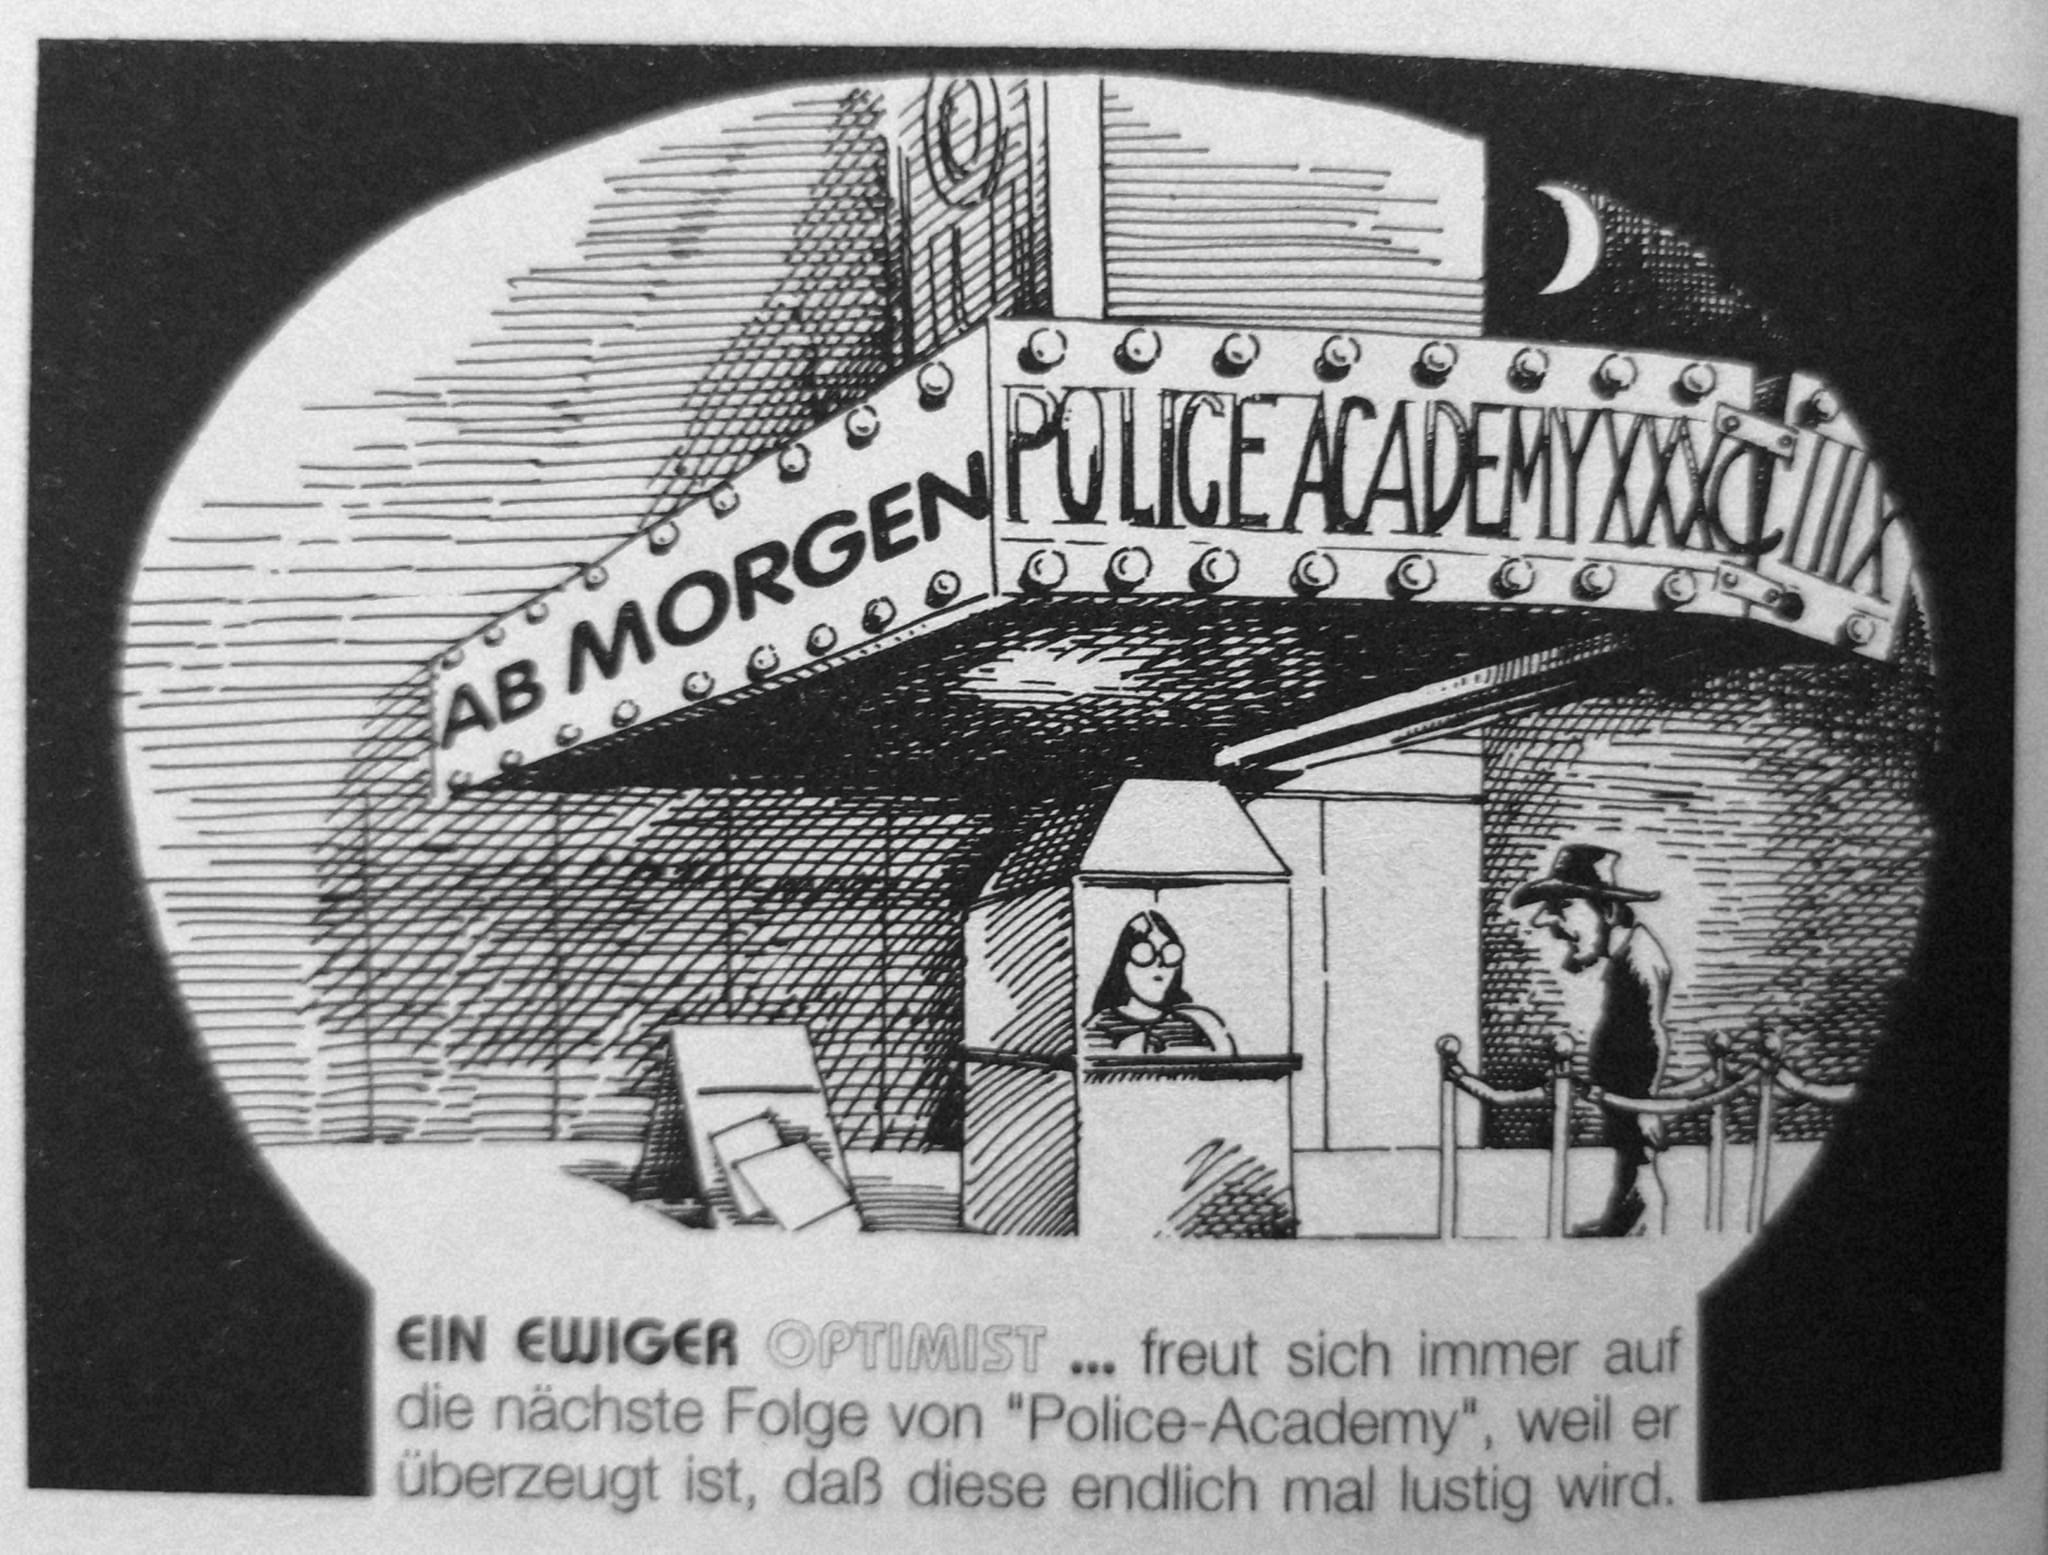 AB MORGEN
POLICE ACADEMY XXX
EIN EWIGER OPTIMIST ... freut sich immer auf
die nächste Folge von "Police-Academy", weil er
überzeugt ist, daß diese endlich mal lustig wird.